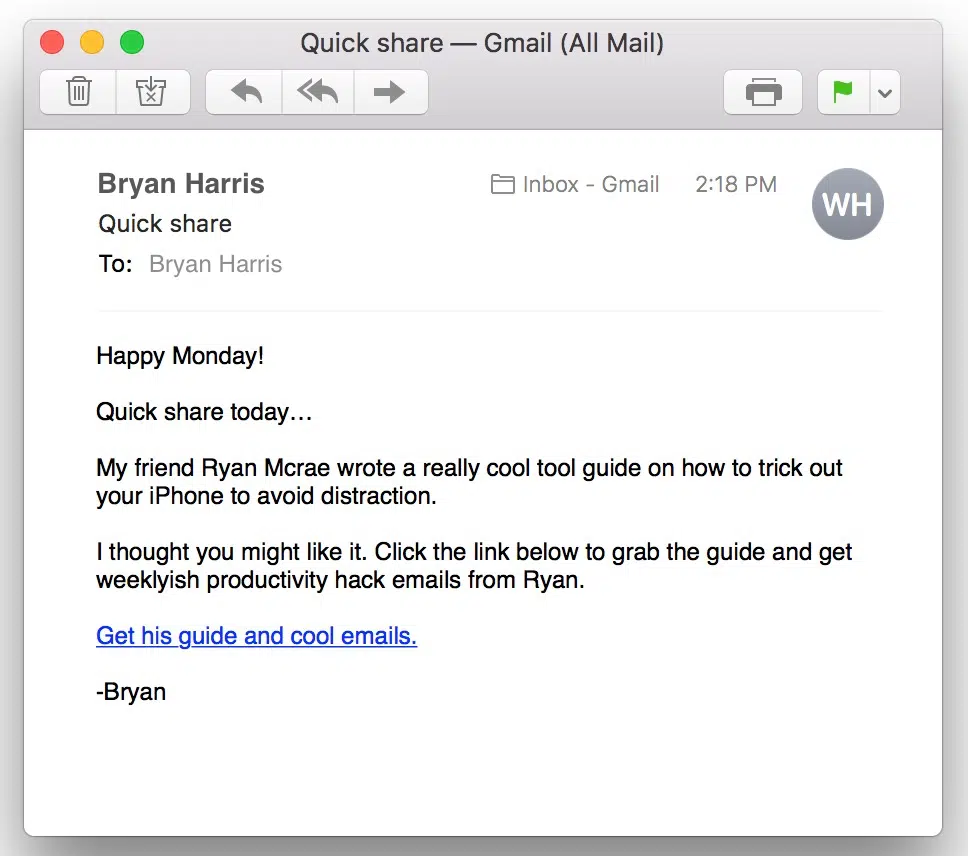 Quick share — Gmail (All Mail)
Bryan Harris
Inbox - Gmail
2:18 PM
WH
Quick share
To: Bryan Harris
Happy Monday!
Quick share today…
My friend Ryan Mcrae wrote a really cool tool guide on how to trick out
your iPhone to avoid distraction.
I thought you might like it. Click the link below to grab the guide and get
weeklyish productivity hack emails from Ryan.
Get his guide and cool emails.
-Bryan